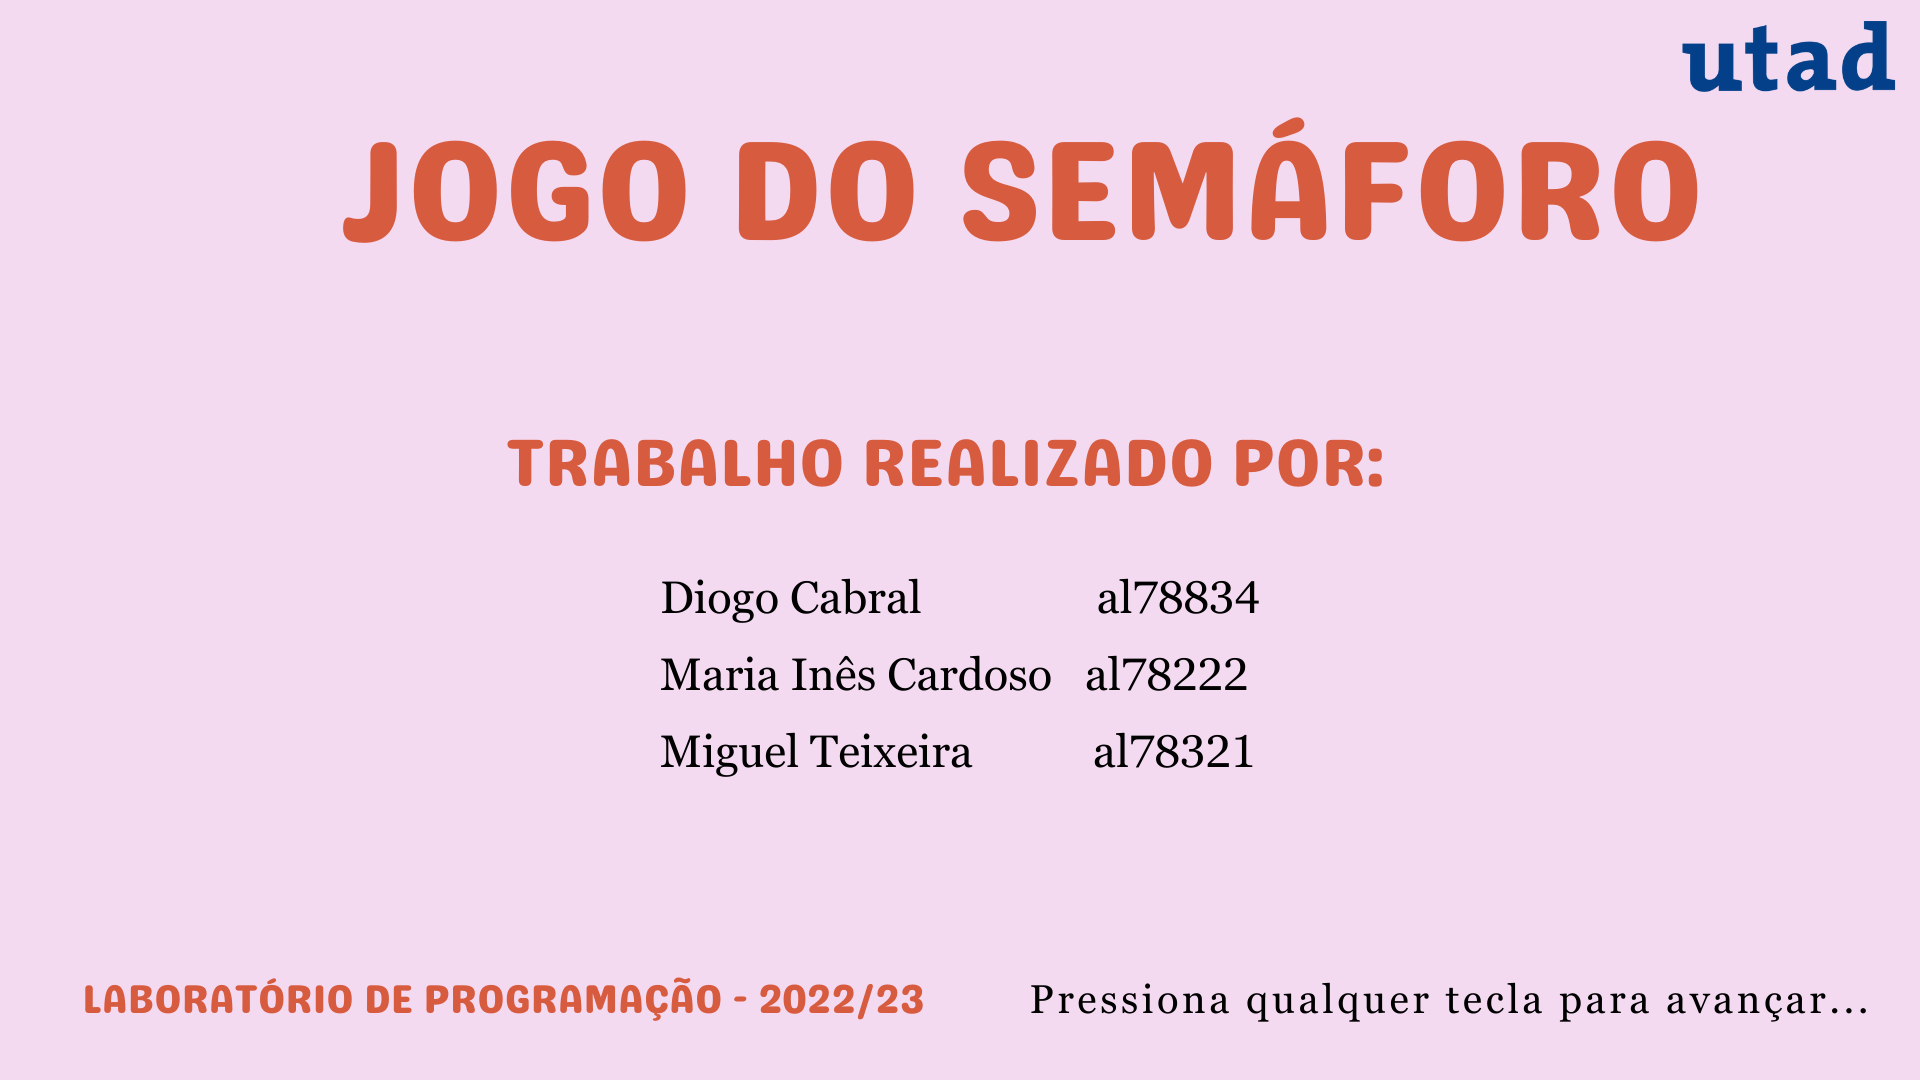 utad
JOGO DO SEMÁFORO
TRABALHO REALIZADO POR:
Diogo Cabral al78834
Maria Inês Cardoso al78222
Miguel Teixeira al78321
LABORATÓRIO DE PROGRAMAÇÃO - 2022/23
Pressiona qualquer tecla para avançar...